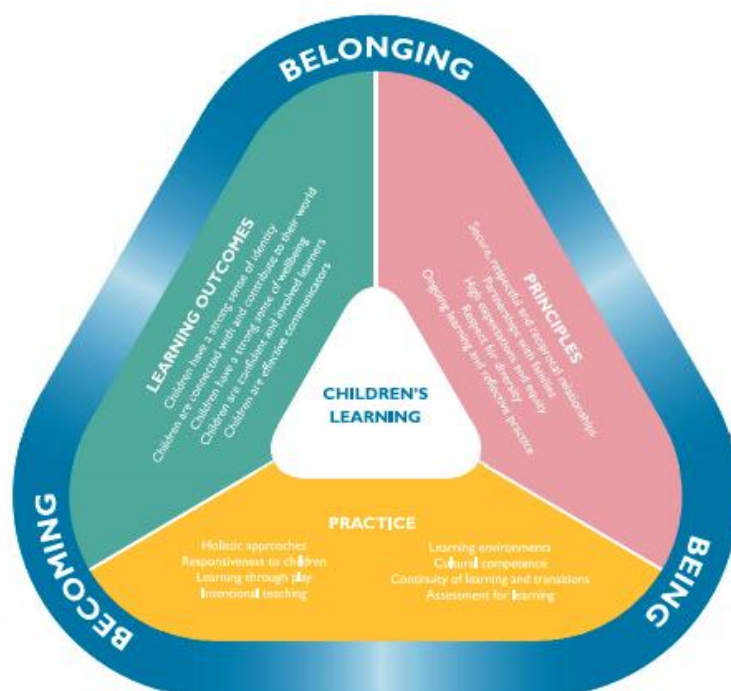 BELONGING
LEARNING OUTCOMES
Children have a strong sense of identity
Children are connected with and contribute to their world
Children have a strong sense of wellbeing
Children are confident and involved learners
Children are effective communicators
PRINCIPLES
Secure, respectful and reciprocal relationships
Partnerships with families
High expectations and equity
Respect for diversity
Ongoing learning and reflective practice
CHILDREN'S
LEARNING
PRACTICE
Holistic approaches
Responsiveness to children
Learning through play
Intentional teaching
Learning environments
Cultural competence
Continuity of learning and transitions
Assessment for learning
BECOMING
BEING